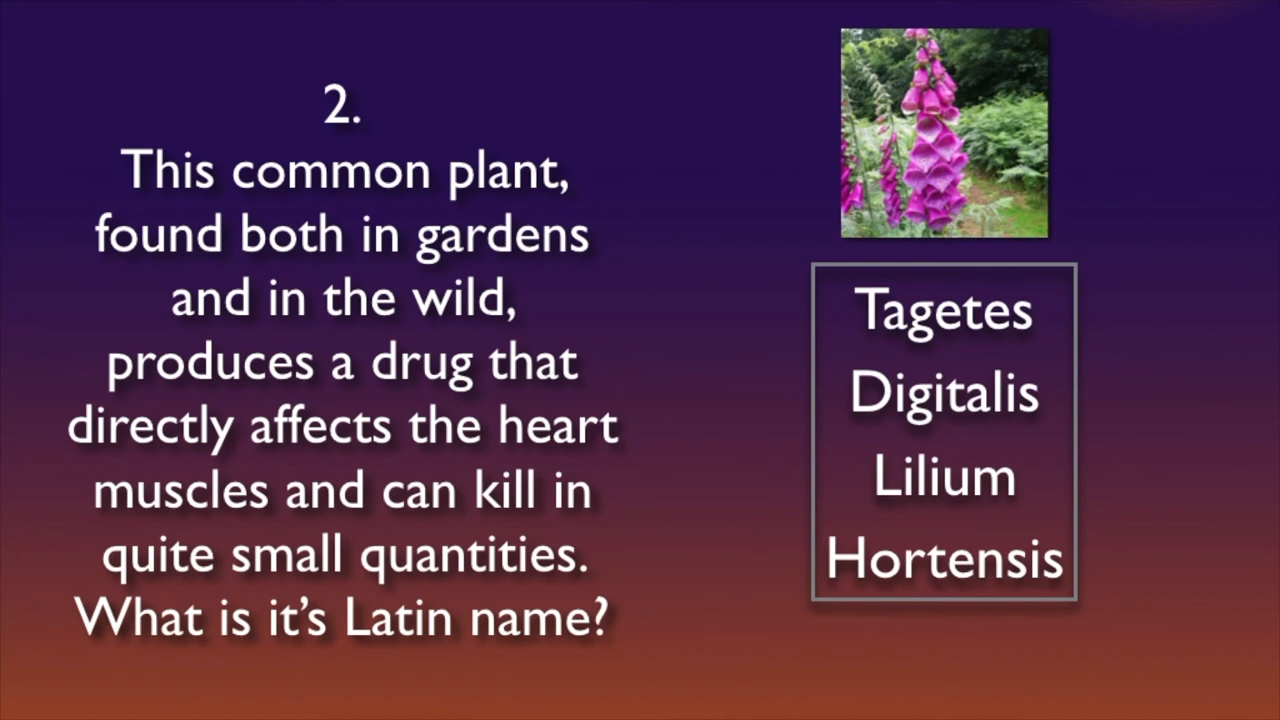 2.
This common plant,
found both in gardens
and in the wild,
produces a drug that
directly affects the heart
muscles and can kill in
quite small quantities.
What is it’s Latin name?
Tagetes
Digitalis
Lilium
Hortensis